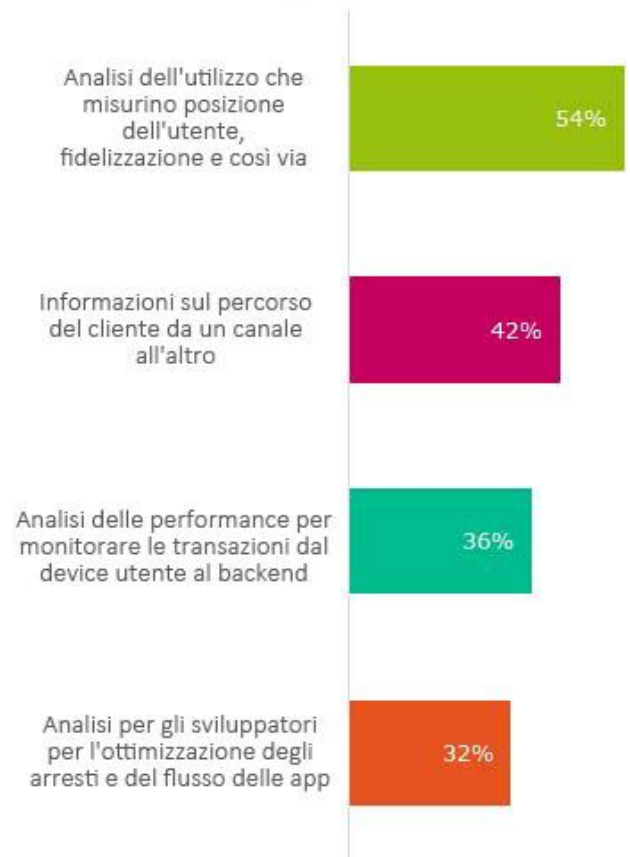 Analisi dell'utilizzo che
misurino posizione
dell'utente,
fidelizzazione e così via
54%
Informazioni sul percorso
del cliente da un canale
all'altro
42%
Analisi delle performance per
monitorare le transazioni dal
device utente al backend
36%
Analisi per gli sviluppatori
per l'ottimizzazione degli
arresti e del flusso delle app
32%